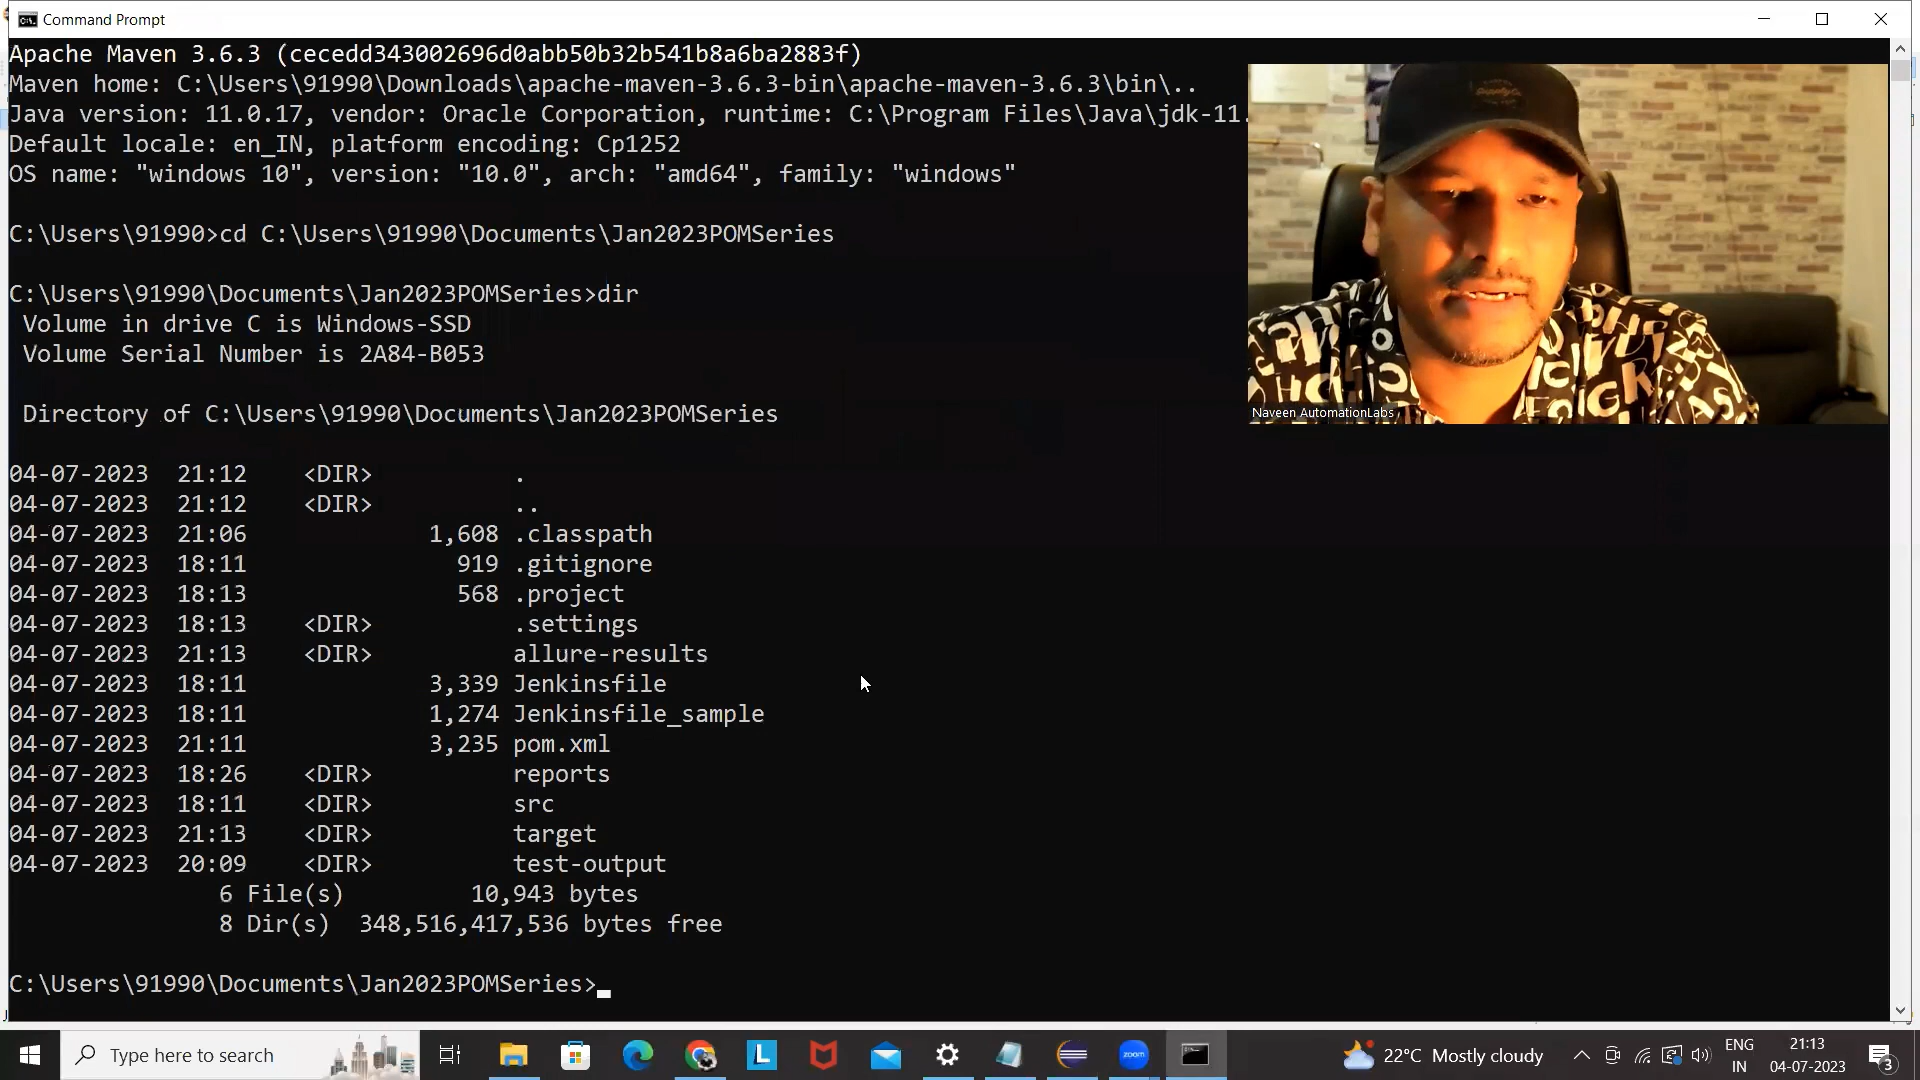 Command Prompt
Apache Maven 3.6.3 (cecedd343002696d0abb50b32b541b8a6ba2883f)
Maven home: C:\Users\91990\Downloads\apache-maven-3.6.3-bin\apache-maven-3.6.3\bin\..
Java version: 11.0.17, vendor: Oracle Corporation, runtime: C:\Program Files\Java\jdk-11.
Default locale: en_IN, platform encoding: Cp1252
OS name: "windows 10", version: "10.0", arch: "amd64", family: "windows"
C:\Users\91990>cd C:\Users\91990\Documents\Jan2023POMSeries
C:\Users\91990\Documents\Jan2023POMSeries>dir
Volume in drive C is Windows-SSD
Volume Serial Number is 2A84-B053
Directory of C:\Users\91990\Documents\Jan2023POMSeries
04-07-2023 21:12 <DIR> .
04-07-2023 21:12 <DIR> ..
04-07-2023 21:06 1,608 .classpath
04-07-2023 18:11 919 .gitignore
04-07-2023 18:13 568 .project
04-07-2023 18:13 <DIR> .settings
04-07-2023 21:13 <DIR> allure-results
04-07-2023 18:11 3,339 Jenkinsfile
04-07-2023 18:11 1,274 Jenkinsfile_sample
04-07-2023 21:11 3,235 pom.xml
04-07-2023 18:26 <DIR> reports
04-07-2023 18:11 <DIR> src
04-07-2023 21:13 <DIR> target
04-07-2023 20:09 <DIR> test-output
6 File(s) 10,943 bytes
8 Dir(s) 348,516,417,536 bytes free
C:\Users\91990\Documents\Jan2023POMSeries>
Naveen AutomationLabs
Type here to search
L
zoom
22°C Mostly cloudy
ENG
IN
21:13
04-07-2023
3